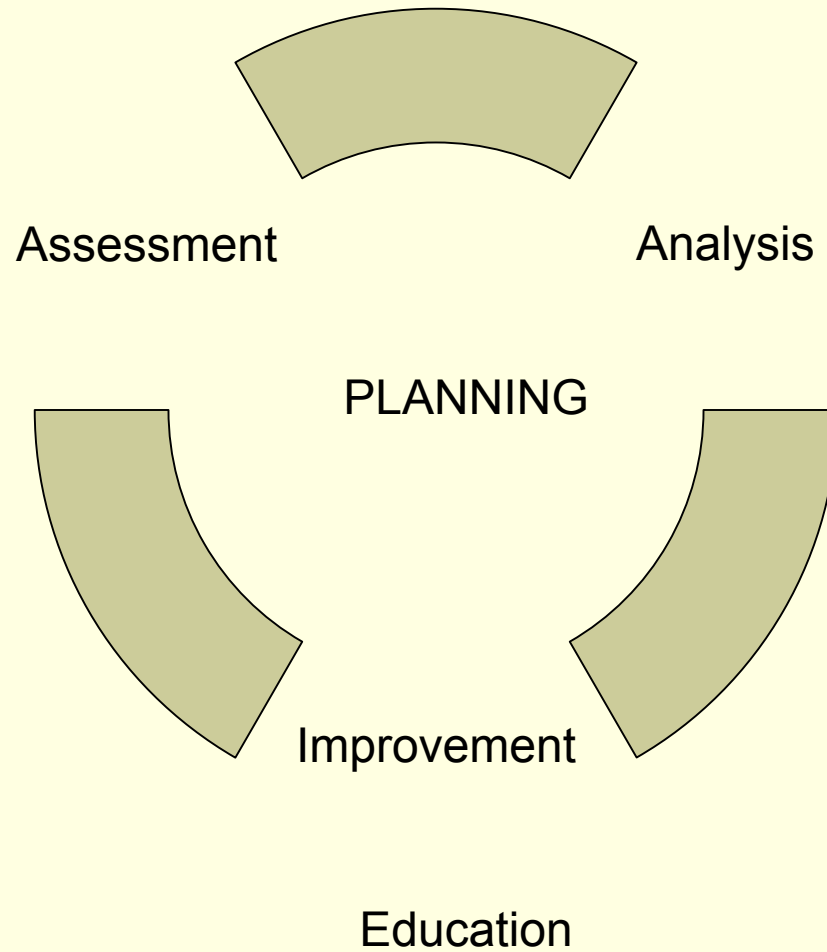 Assessment
Analysis
PLANNING
Improvement
Education